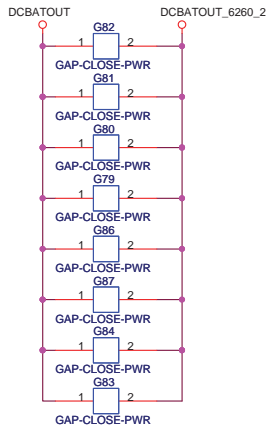 DCBATOUT DCBATOUT_6260_2
G82
1 2
GAP-CLOSE-PWR
G81
1 2
GAP-CLOSE-PWR
G80
1 2
GAP-CLOSE-PWR
G79
1 2
GAP-CLOSE-PWR
G86
1 2
GAP-CLOSE-PWR
G87
1 2
GAP-CLOSE-PWR
G84
1 2
GAP-CLOSE-PWR
G83
1 2
GAP-CLOSE-PWR